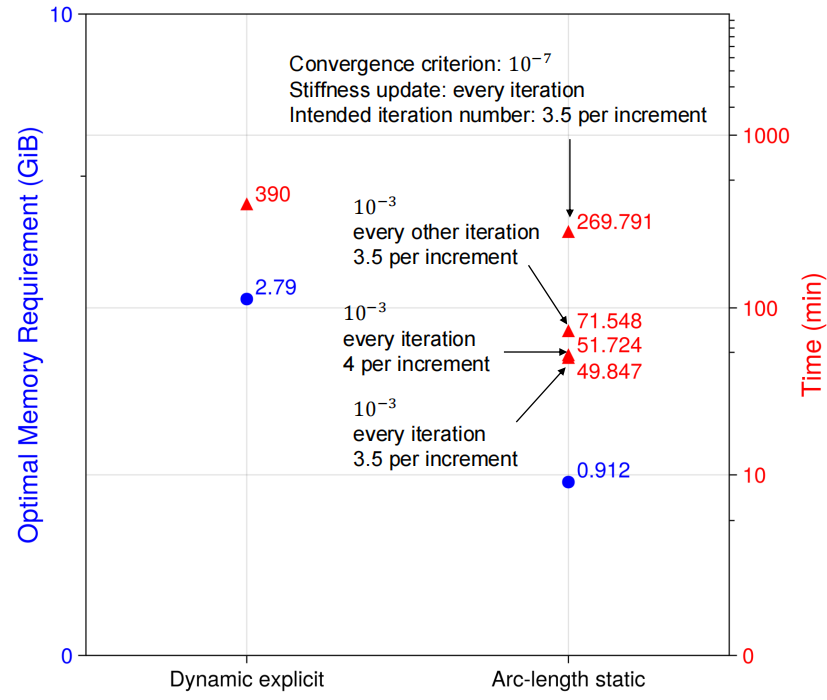 10
Optimal Memory Requirement (GiB)
0
Convergence criterion: 10⁻⁷
Stiffness update: every iteration
Intended iteration number: 3.5 per increment
1000
390
10⁻³
every other iteration
3.5 per increment
269.791
2.79
100
10⁻³
every iteration
4 per increment
71.548
51.724
49.847
Time (min)
10⁻³
every iteration
3.5 per increment
0.912
10
0
Dynamic explicit
Arc-length static